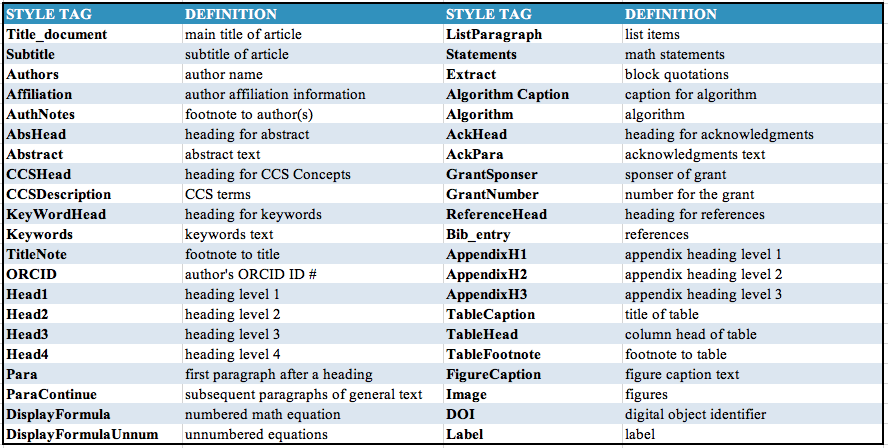 STYLE TAG DEFINITION STYLE TAG DEFINITION
Title_document main title of article ListParagraph list items
Subtitle subtitle of article Statements math statements
Authors author name Extract block quotations
Affiliation author affiliation information Algorithm Caption caption for algorithm
AuthNotes footnote to author(s) Algorithm algorithm
AbsHead heading for abstract AckHead heading for acknowledgments
Abstract abstract text AckPara acknowledgments text
CCSHead heading for CCS Concepts GrantSponser sponser of grant
CCSDescription CCS terms GrantNumber number for the grant
KeyWordHead heading for keywords ReferenceHead heading for references
Keywords keywords text Bib_entry references
TitleNote footnote to title AppendixH1 appendix heading level 1
ORCID author's ORCID ID # AppendixH2 appendix heading level 2
Head1 heading level 1 AppendixH3 appendix heading level 3
Head2 heading level 2 TableCaption title of table
Head3 heading level 3 TableHead column head of table
Head4 heading level 4 TableFootnote footnote to table
Para first paragraph after a heading FigureCaption figure caption text
ParaContinue subsequent paragraphs of general text Image figures
DisplayFormula numbered math equation DOI digital object identifier
DisplayFormulaUnnum unnumbered equations Label label